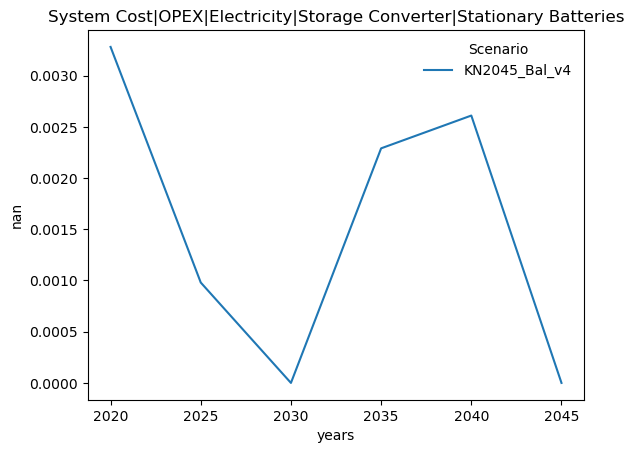 System Cost|OPEX|Electricity|Storage Converter|Stationary Batteries
Scenario
KN2045_Bal_v4
0.0030
0.0025
0.0020
0.0015
0.0010
0.0005
0.0000
nan
2020 2025 2030 2035 2040 2045
years